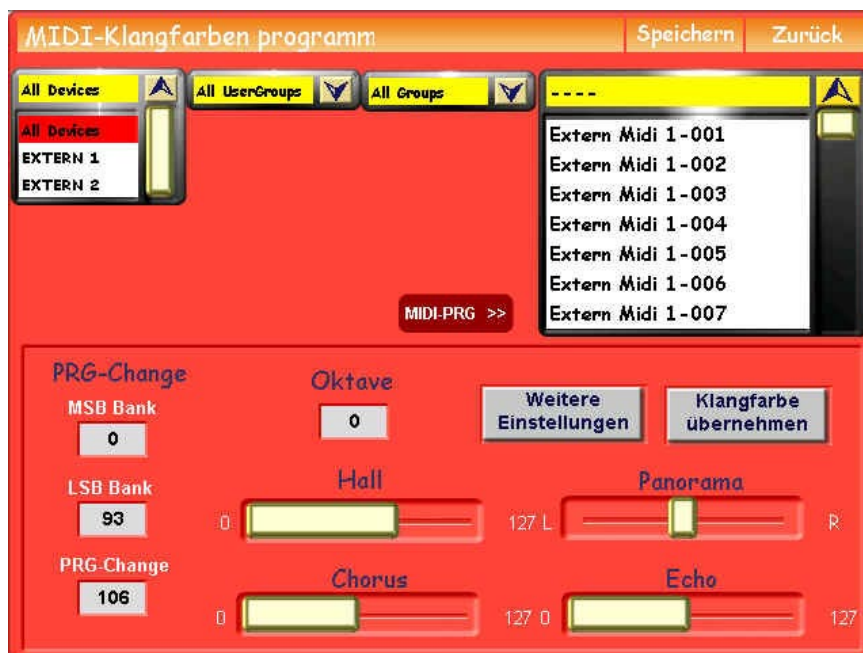 MIDI-Klangfarben programm
Speichern
Zurück
All Devices
All UserGroups
All Groups
----
All Devices
EXTERN 1
EXTERN 2
Extern Midi 1-001
Extern Midi 1-002
Extern Midi 1-003
Extern Midi 1-004
Extern Midi 1-005
Extern Midi 1-006
Extern Midi 1-007
MIDI-PRG >>
PRG-Change
MSB Bank
0
LSB Bank
93
PRG-Change
106
Oktave
0
Weitere
Einstellungen
Klangfarbe
übernehmen
Hall
0
127
Panorama
L
R
Chorus
0
127
Echo
0
127